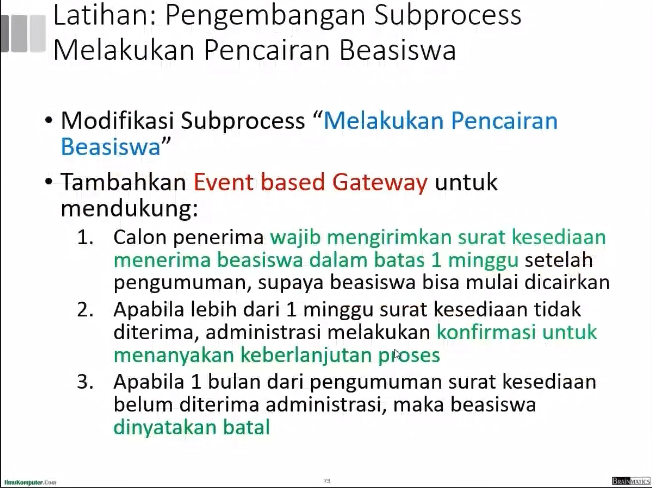 Latihan: Pengembangan Subprocess
Melakukan Pencairan Beasiswa
• Modifikasi Subprocess “Melakukan Pencairan
Beasiswa”
• Tambahkan Event based Gateway untuk
mendukung:
1. Calon penerima wajib mengirimkan surat kesediaan
menerima beasiswa dalam batas 1 minggu setelah
pengumuman, supaya beasiswa bisa mulai dicairkan
2. Apabila lebih dari 1 minggu surat kesediaan tidak
diterima, administrasi melakukan konfirmasi untuk
menanyakan keberlanjutan proses
3. Apabila 1 bulan dari pengumuman surat kesediaan
belum diterima administrasi, maka beasiswa
dinyatakan batal
IlmuKomputer.Com
BRAINMATICS